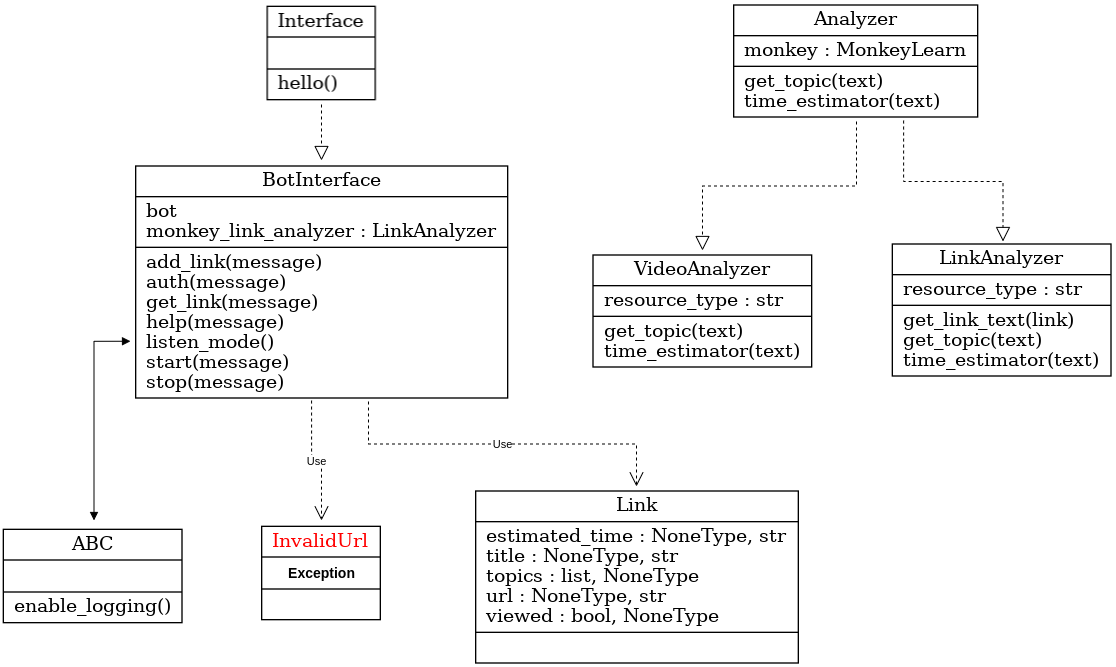 Interface
hello()
Analyzer
monkey : MonkeyLearn
get_topic(text)
time_estimator(text)
BotInterface
bot
monkey_link_analyzer : LinkAnalyzer
add_link(message)
auth(message)
get_link(message)
help(message)
listen_mode()
start(message)
stop(message)
VideoAnalyzer
resource_type : str
get_topic(text)
time_estimator(text)
LinkAnalyzer
resource_type : str
get_link_text(link)
get_topic(text)
time_estimator(text)
Use
Use
ABC
enable_logging()
InvalidUrl
Exception
Link
estimated_time : NoneType, str
title : NoneType, str
topics : list, NoneType
url : NoneType, str
viewed : bool, NoneType